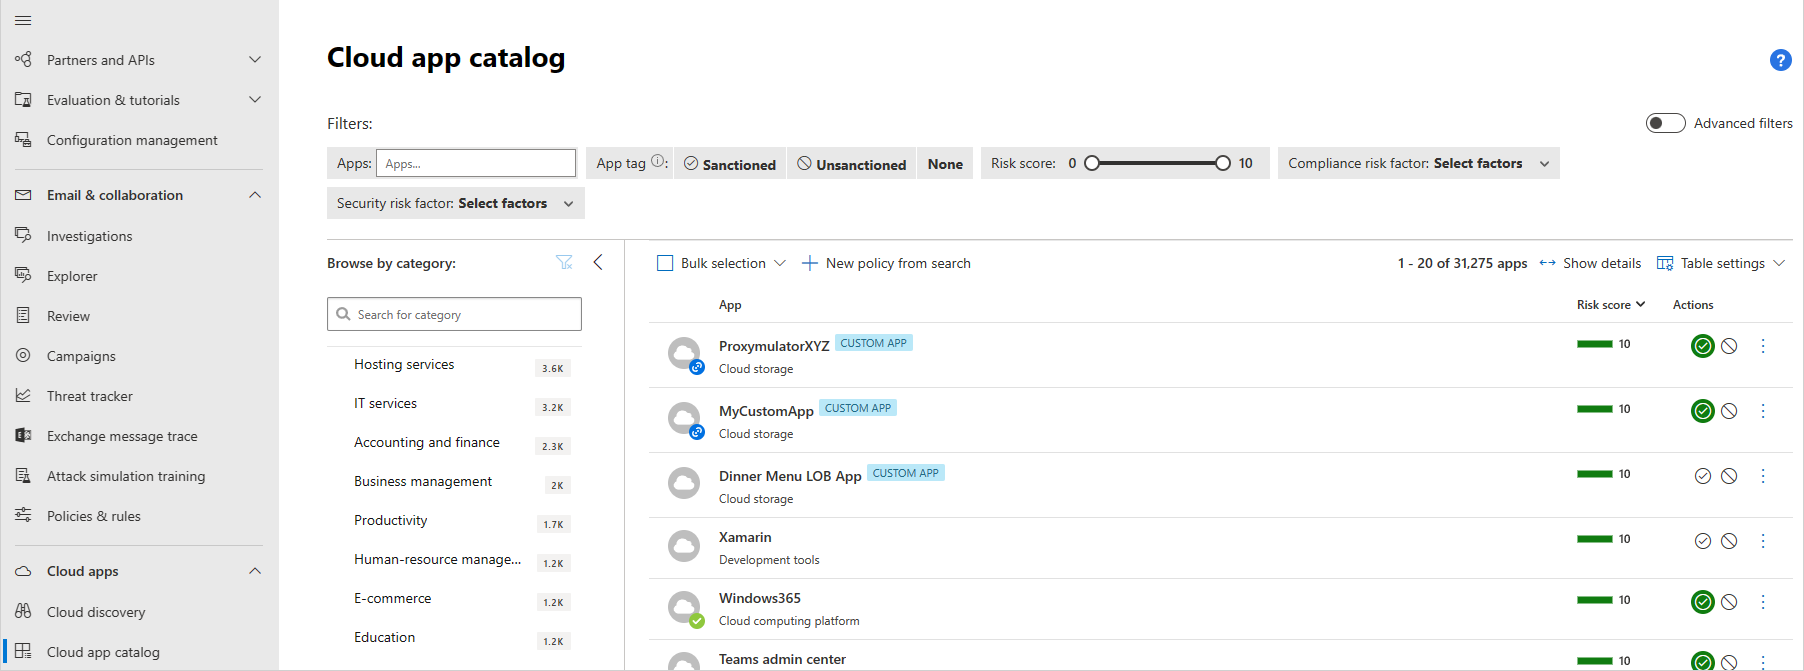 Partners and APIs
Evaluation & tutorials
Configuration management
Email & collaboration
Investigations
Explorer
Review
Campaigns
Threat tracker
Exchange message trace
Attack simulation training
Policies & rules
Cloud apps
Cloud discovery
Cloud app catalog
Cloud app catalog
?
Filters:
Advanced filters
Apps: Apps...
App tag ⓘ: Sanctioned Unsanctioned None
Risk score: 0 10
Compliance risk factor: Select factors
Security risk factor: Select factors
Browse by category:
Search for category
Hosting services 3.6K
IT services 3.2K
Accounting and finance 2.3K
Business management 2K
Productivity 1.7K
Human-resource manage... 1.2K
E-commerce 1.2K
Education 1.2K
Bulk selection + New policy from search 1 - 20 of 31,275 apps Show details Table settings
App Risk score Actions
ProxymulatorXYZ CUSTOM APP 10
Cloud storage
MyCustomApp CUSTOM APP 10
Cloud storage
Dinner Menu LOB App CUSTOM APP 10
Cloud storage
Xamarin 10
Development tools
Windows365 10
Cloud computing platform
Teams admin center 10